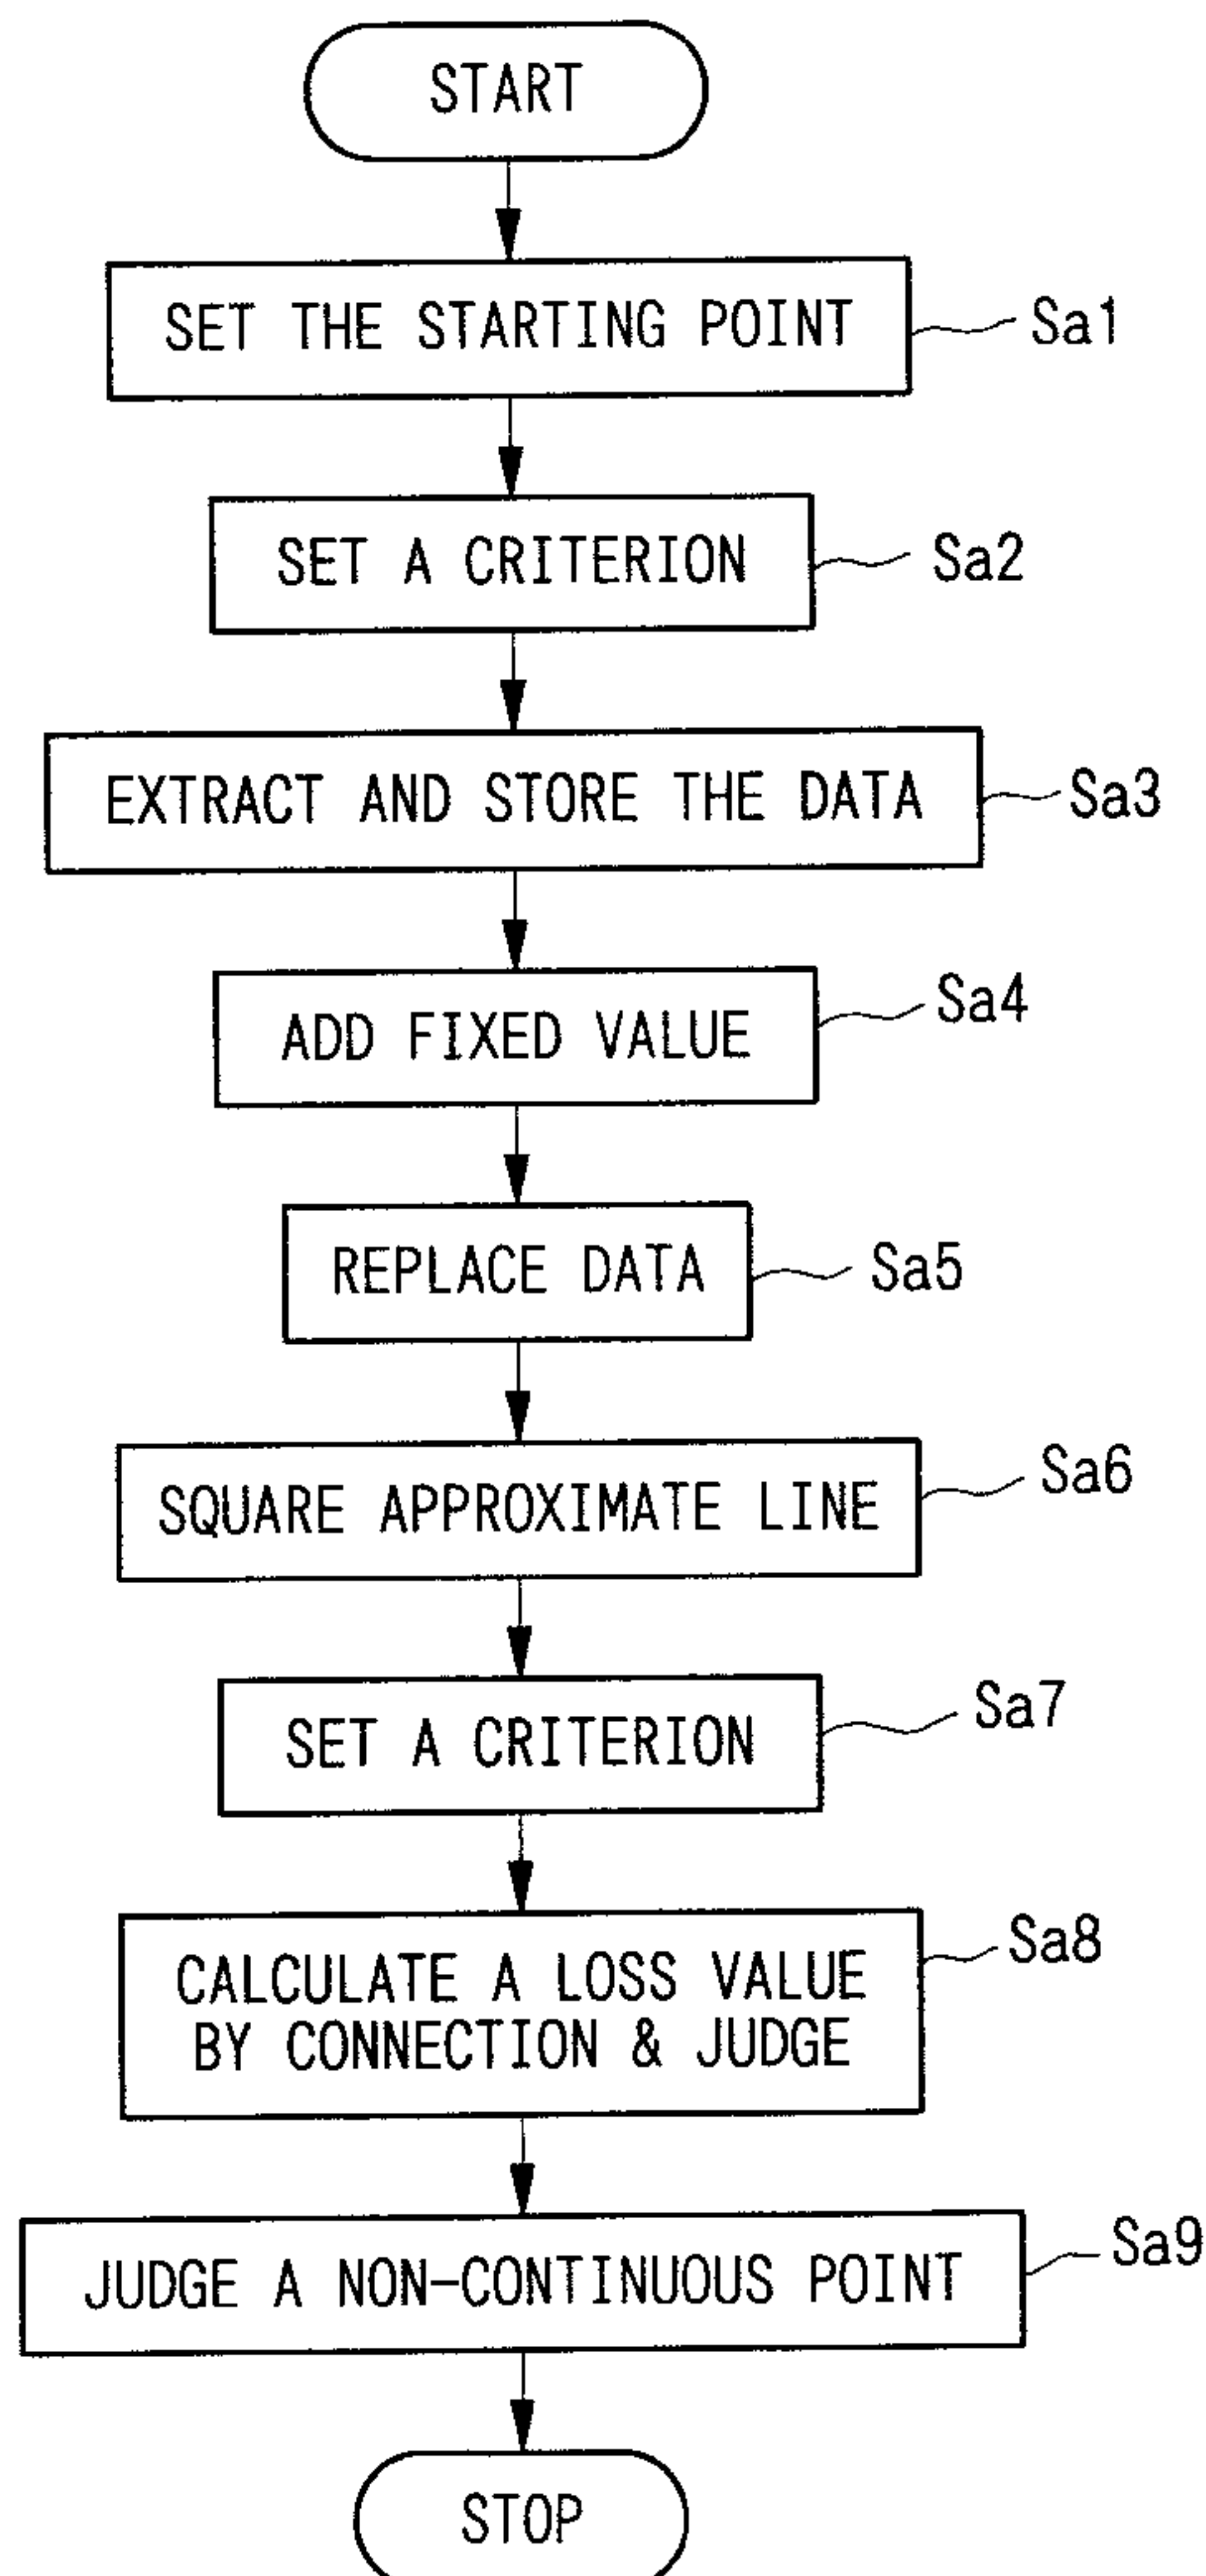 START
SET THE STARTING POINT
Sa1
SET A CRITERION
Sa2
EXTRACT AND STORE THE DATA
Sa3
ADD FIXED VALUE
Sa4
REPLACE DATA
Sa5
SQUARE APPROXIMATE LINE
Sa6
SET A CRITERION
Sa7
CALCULATE A LOSS VALUE
BY CONNECTION & JUDGE
Sa8
JUDGE A NON-CONTINUOUS POINT
Sa9
STOP